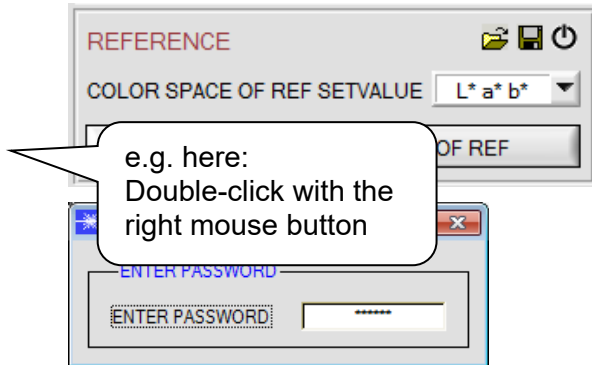 REFERENCE
COLOR SPACE OF REF SETVALUE L* a* b*
OF REF
e.g. here:
Double-click with the
right mouse button
ENTER PASSWORD
ENTER PASSWORD ******